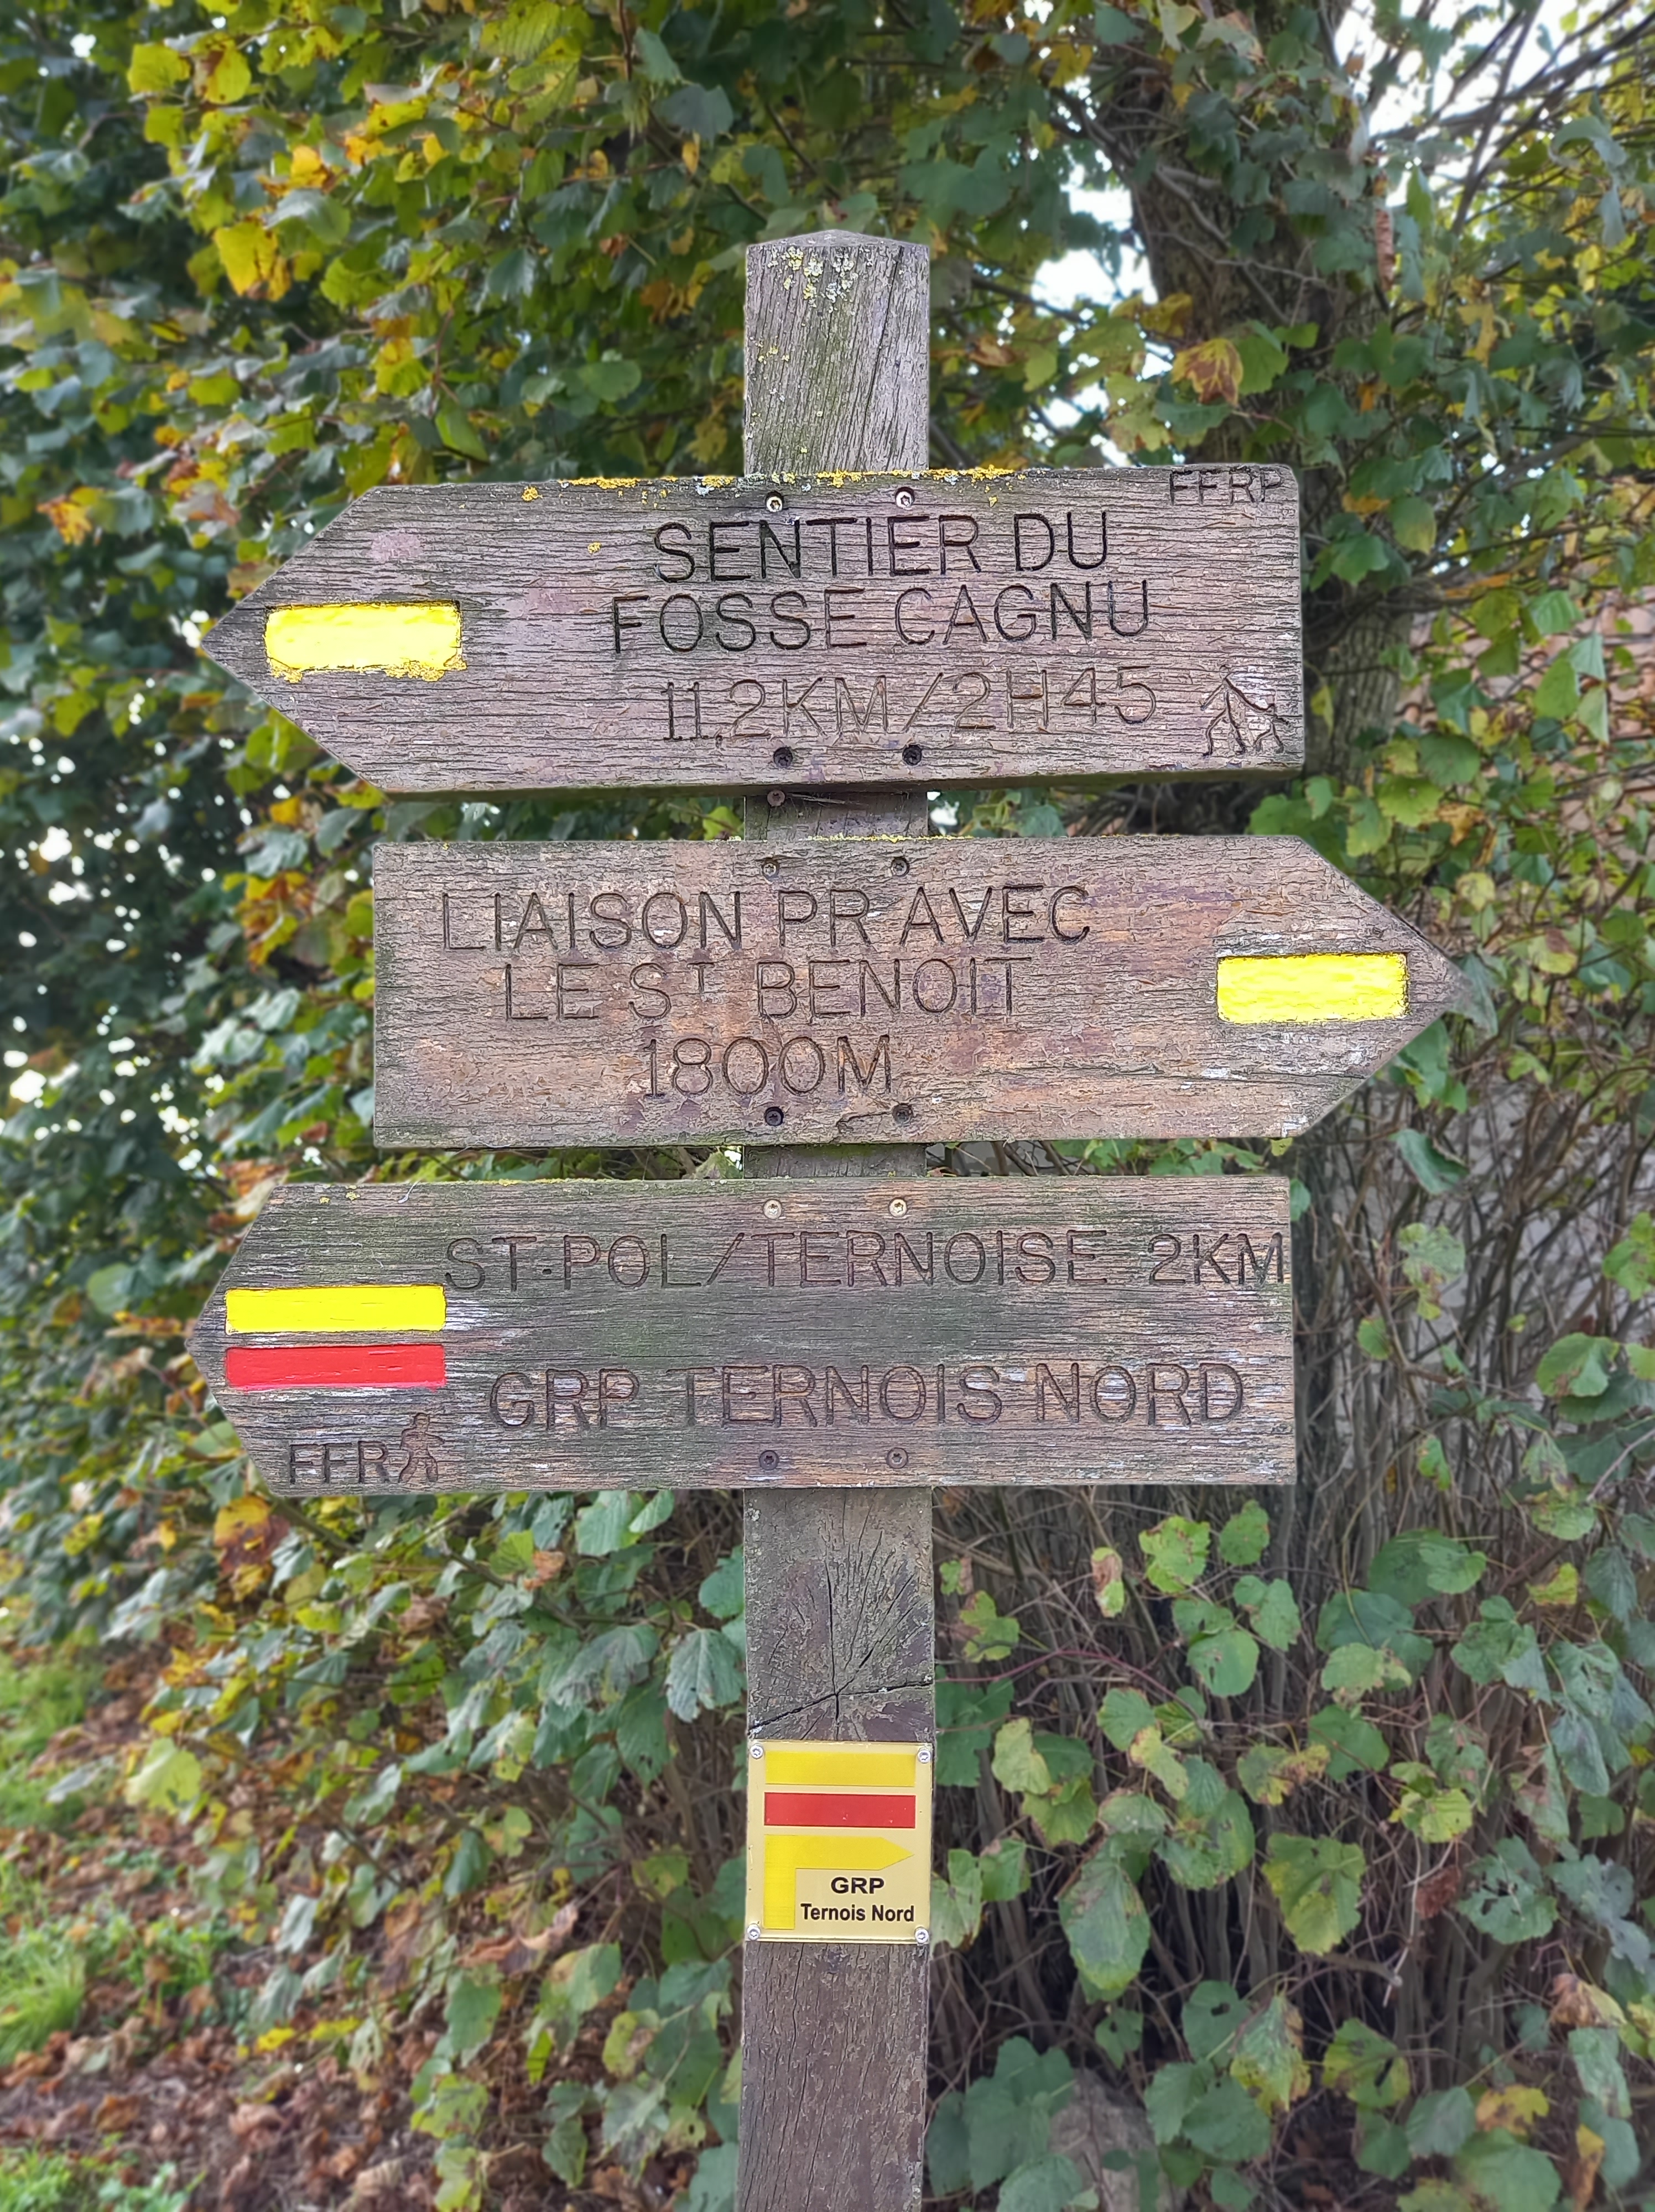 FFRP
SENTIER DU
FOSSE CAGNU
11,2KM/2H45
LIAISON PR AVEC
LE ST BENOIT
1800M
ST-POL/TERNOISE 2KM
GRP TERNOIS NORD
FFR
GRP
Ternois Nord